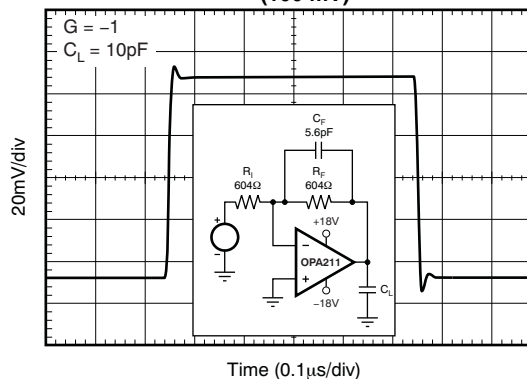 G = −1
C_L = 10pF
20mV/div
C_F
5.6pF
R_I
604Ω
R_F
604Ω
+
−
+18V
−
OPA211
+
−18V
C_L
Time (0.1μs/div)